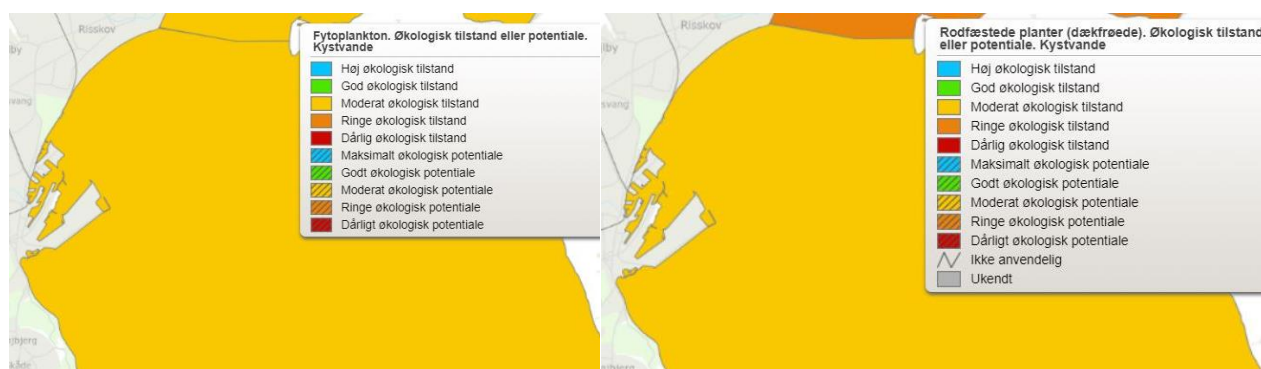 Risskov
Fytoplankton. Økologisk tilstand eller potentiale.
Kystvande
Høj økologisk tilstand
God økologisk tilstand
Moderat økologisk tilstand
Ringe økologisk tilstand
Dårlig økologisk tilstand
Maksimalt økologisk potentiale
Godt økologisk potentiale
Moderat økologisk potentiale
Ringe økologisk potentiale
Dårligt økologisk potentiale
Risskov
Rodfæstede planter (dækfrøede). Økologisk tilstand
eller potentiale. Kystvande
Høj økologisk tilstand
God økologisk tilstand
Moderat økologisk tilstand
Ringe økologisk tilstand
Dårlig økologisk tilstand
Maksimalt økologisk potentiale
Godt økologisk potentiale
Moderat økologisk potentiale
Ringe økologisk potentiale
Dårligt økologisk potentiale
Ikke anvendelig
Ukendt